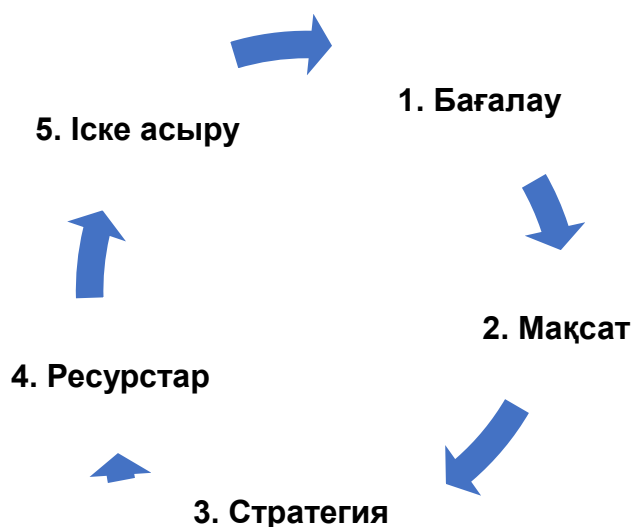 1. Бағалау
2. Мақсат
3. Стратегия
4. Ресурстар
5. Іске асыру